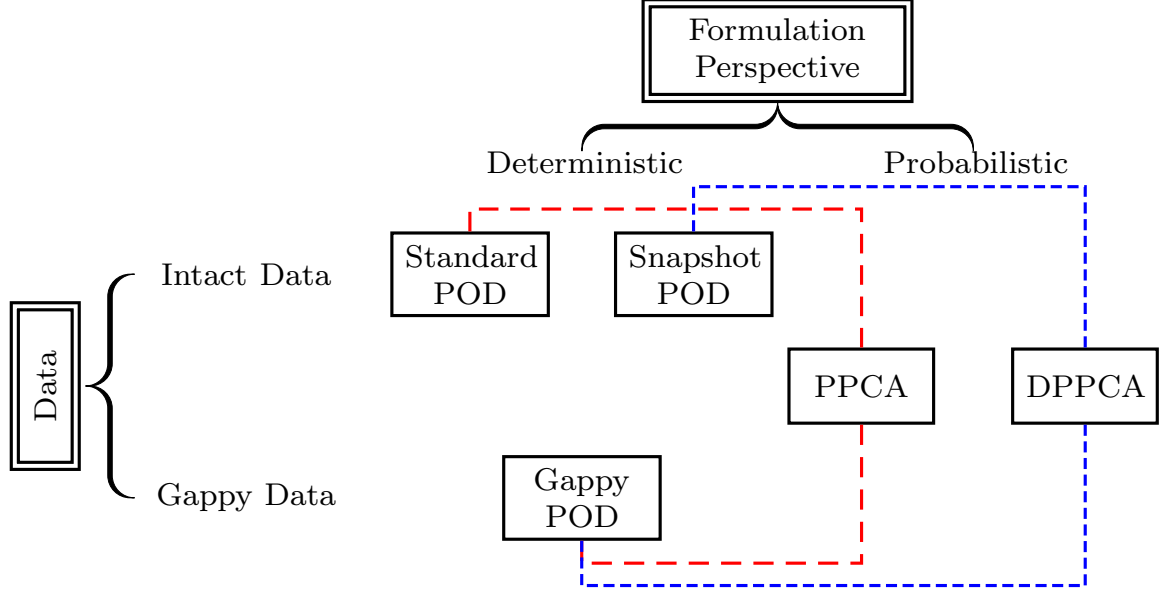 Formulation
Perspective
Deterministic
Probabilistic
Standard
POD
Snapshot
POD
Intact Data
Data
PPCA
DPPCA
Gappy Data
Gappy
POD